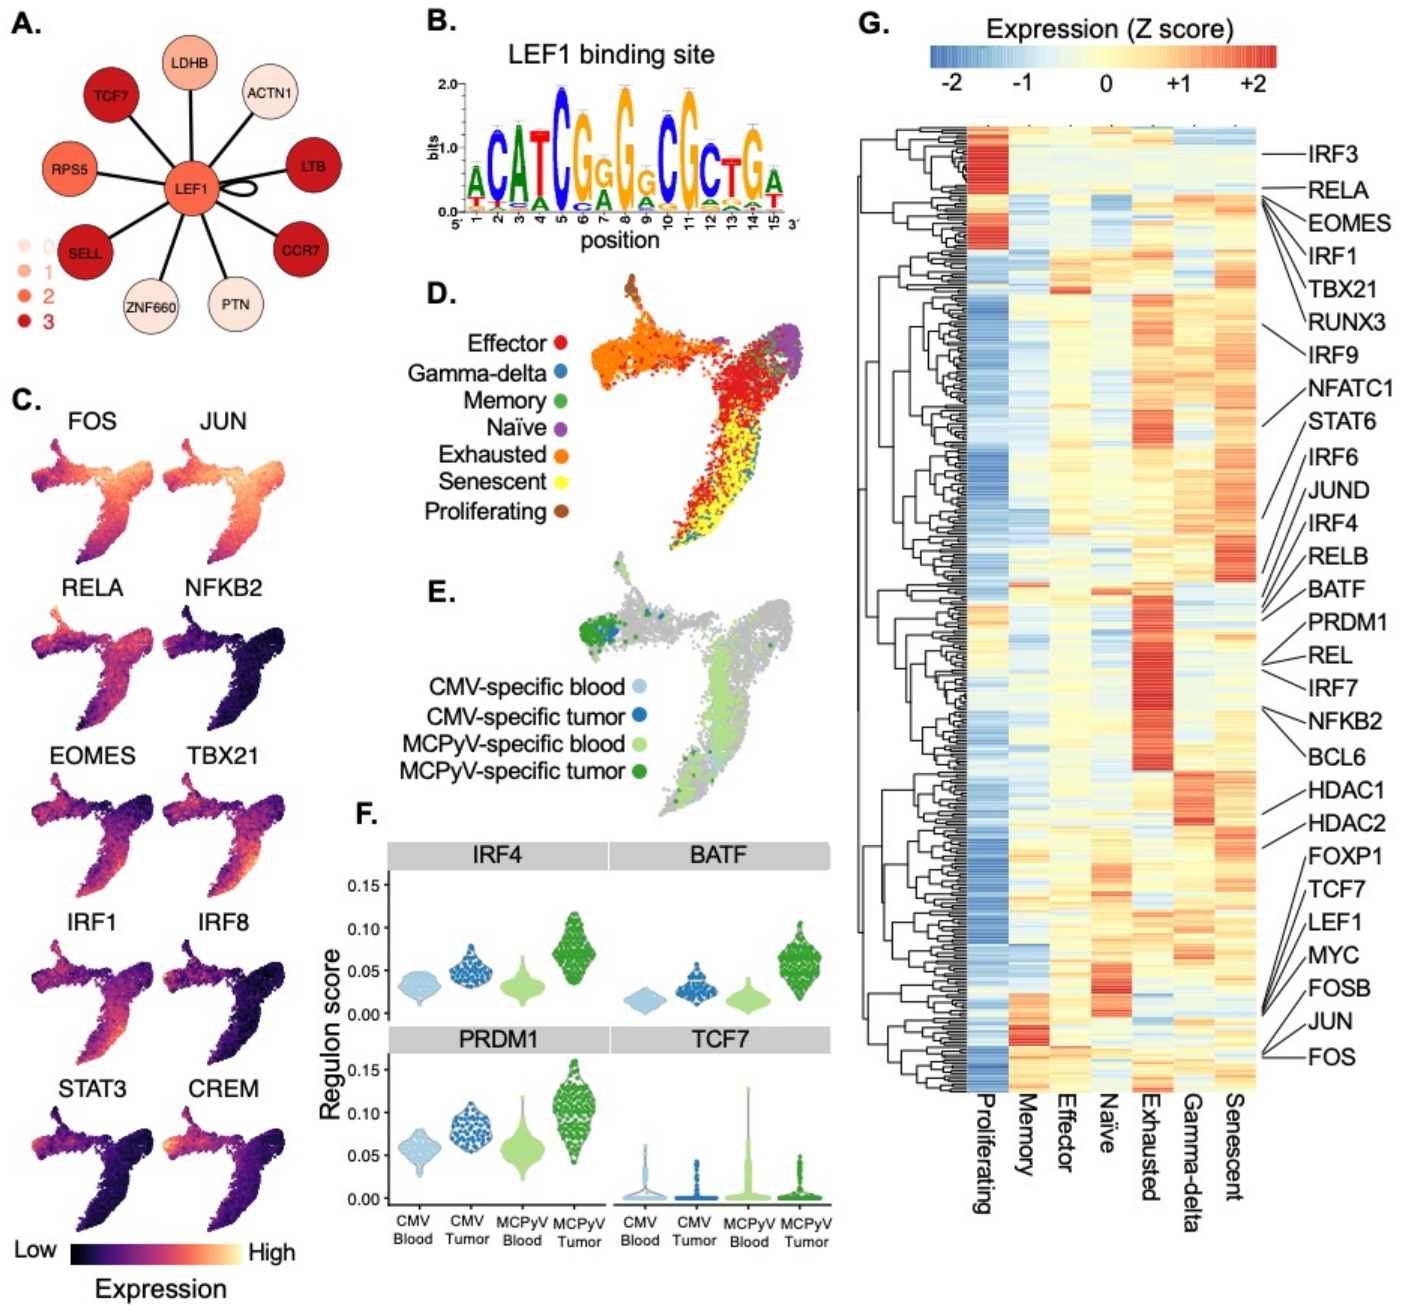 A.
LDHB
TCF7
ACTN1
RPS5
LEF1
LTB
SELL
CCR7
ZNF660
PTN
0
1
2
3
B.
LEF1 binding site
bits
2.0
1.0
0.0
5′
1 2 3 4 5 6 7 8 9 10 11 12 13 14 15
3′
position
C.
FOS JUN
RELA NFKB2
EOMES TBX21
IRF1 IRF8
STAT3 CREM
Low High
Expression
D.
Effector
Gamma-delta
Memory
Naïve
Exhausted
Senescent
Proliferating
E.
CMV-specific blood
CMV-specific tumor
MCPyV-specific blood
MCPyV-specific tumor
F.
IRF4 BATF
0.15
0.10
0.05
0.00
PRDM1 TCF7
0.15
0.10
0.05
0.00
Regulon score
CMV CMV MCPyV MCPyV CMV CMV MCPyV MCPyV
Blood Tumor Blood Tumor Blood Tumor Blood Tumor
G.
Expression (Z score)
-2 -1 0 +1 +2
IRF3
RELA
EOMES
IRF1
TBX21
RUNX3
IRF9
NFATC1
STAT6
IRF6
JUND
IRF4
RELB
BATF
PRDM1
REL
IRF7
NFKB2
BCL6
HDAC1
HDAC2
FOXP1
TCF7
LEF1
MYC
FOSB
JUN
FOS
Proliferating
Memory
Effector
Naïve
Exhausted
Gamma-delta
Senescent